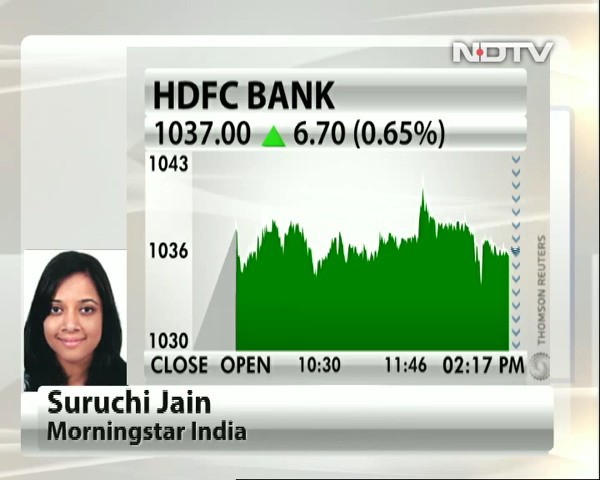 NDTV
HDFC BANK
1037.00 ▲ 6.70 (0.65%)
1043
1036
1030
CLOSE OPEN 10:30 11:46 02:17 PM
THOMSON REUTERS
Suruchi Jain
Morningstar India